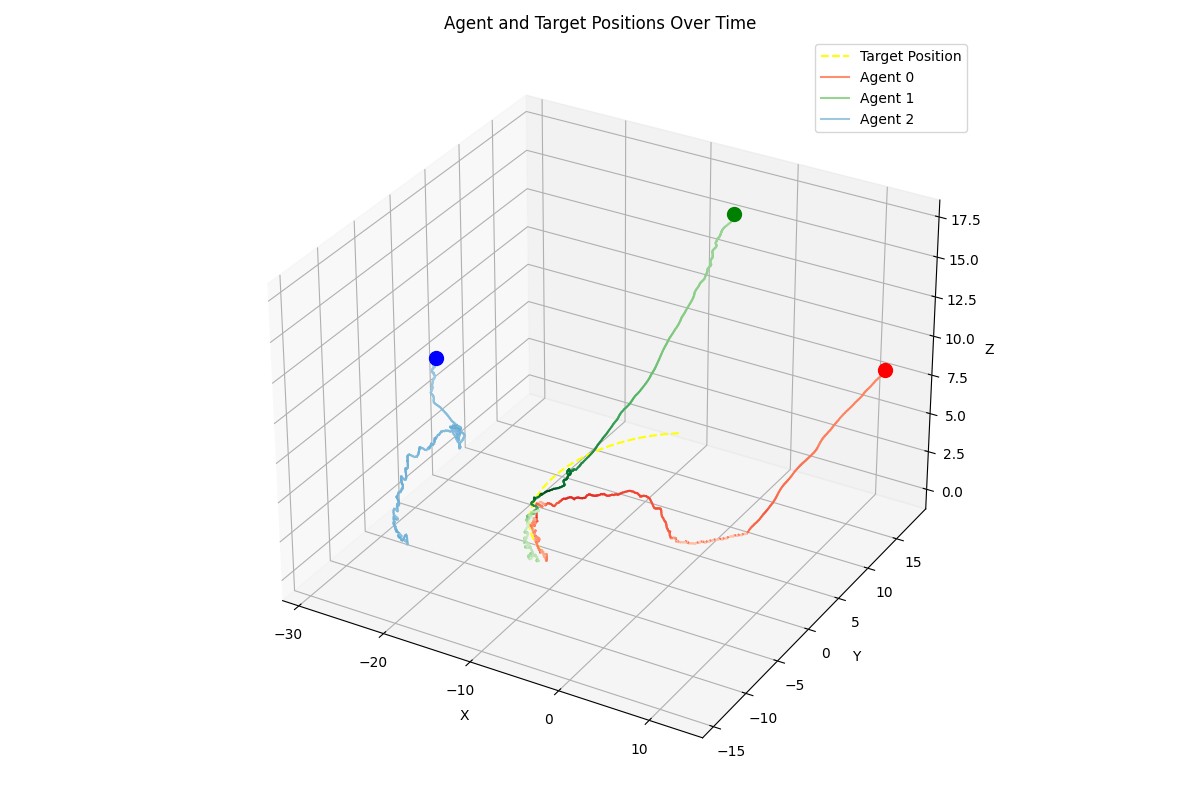 Agent and Target Positions Over Time
Target Position
Agent 0
Agent 1
Agent 2
17.5
15.0
12.5
10.0
7.5
5.0
2.5
0.0
Z
15
10
5
0
−5
−10
−15
Y
−30
−20
−10
0
10
X